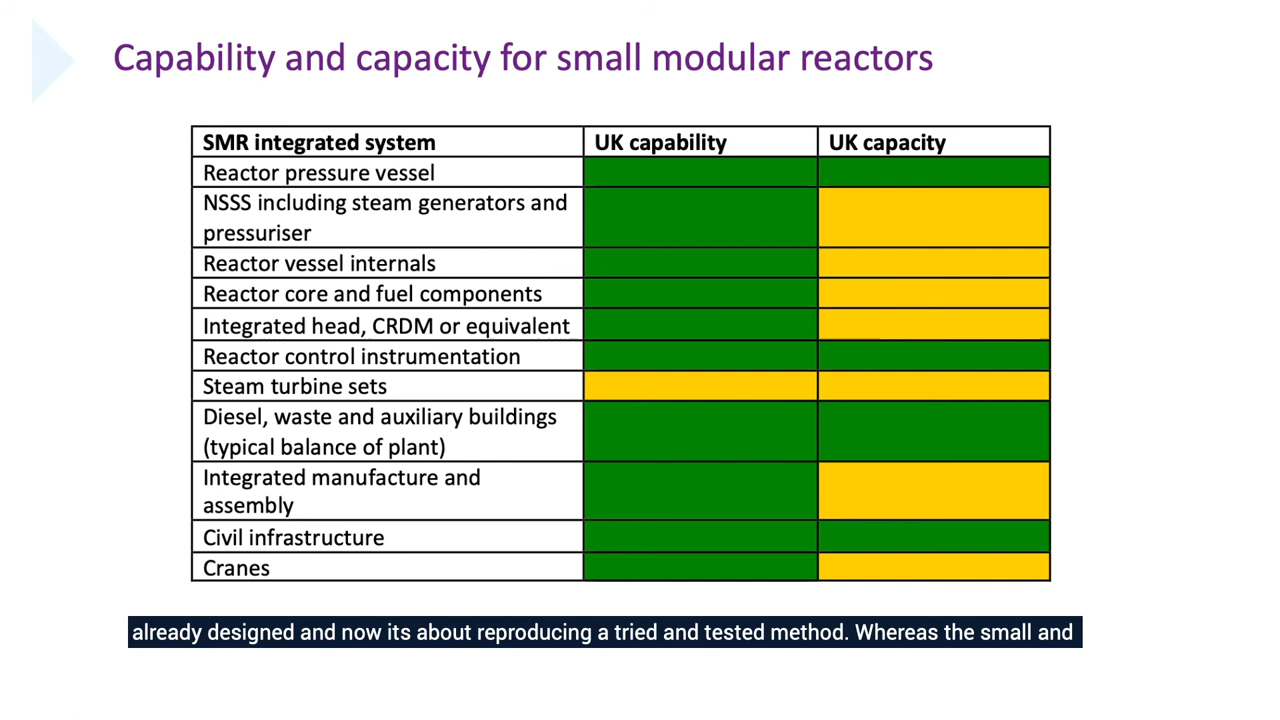 Capability and capacity for small modular reactors
SMR integrated system UK capability UK capacity
Reactor pressure vessel
NSSS including steam generators and
pressuriser
Reactor vessel internals
Reactor core and fuel components
Integrated head, CRDM or equivalent
Reactor control instrumentation
Steam turbine sets
Diesel, waste and auxiliary buildings
(typical balance of plant)
Integrated manufacture and
assembly
Civil infrastructure
Cranes
already designed and now its about reproducing a tried and tested method. Whereas the small and